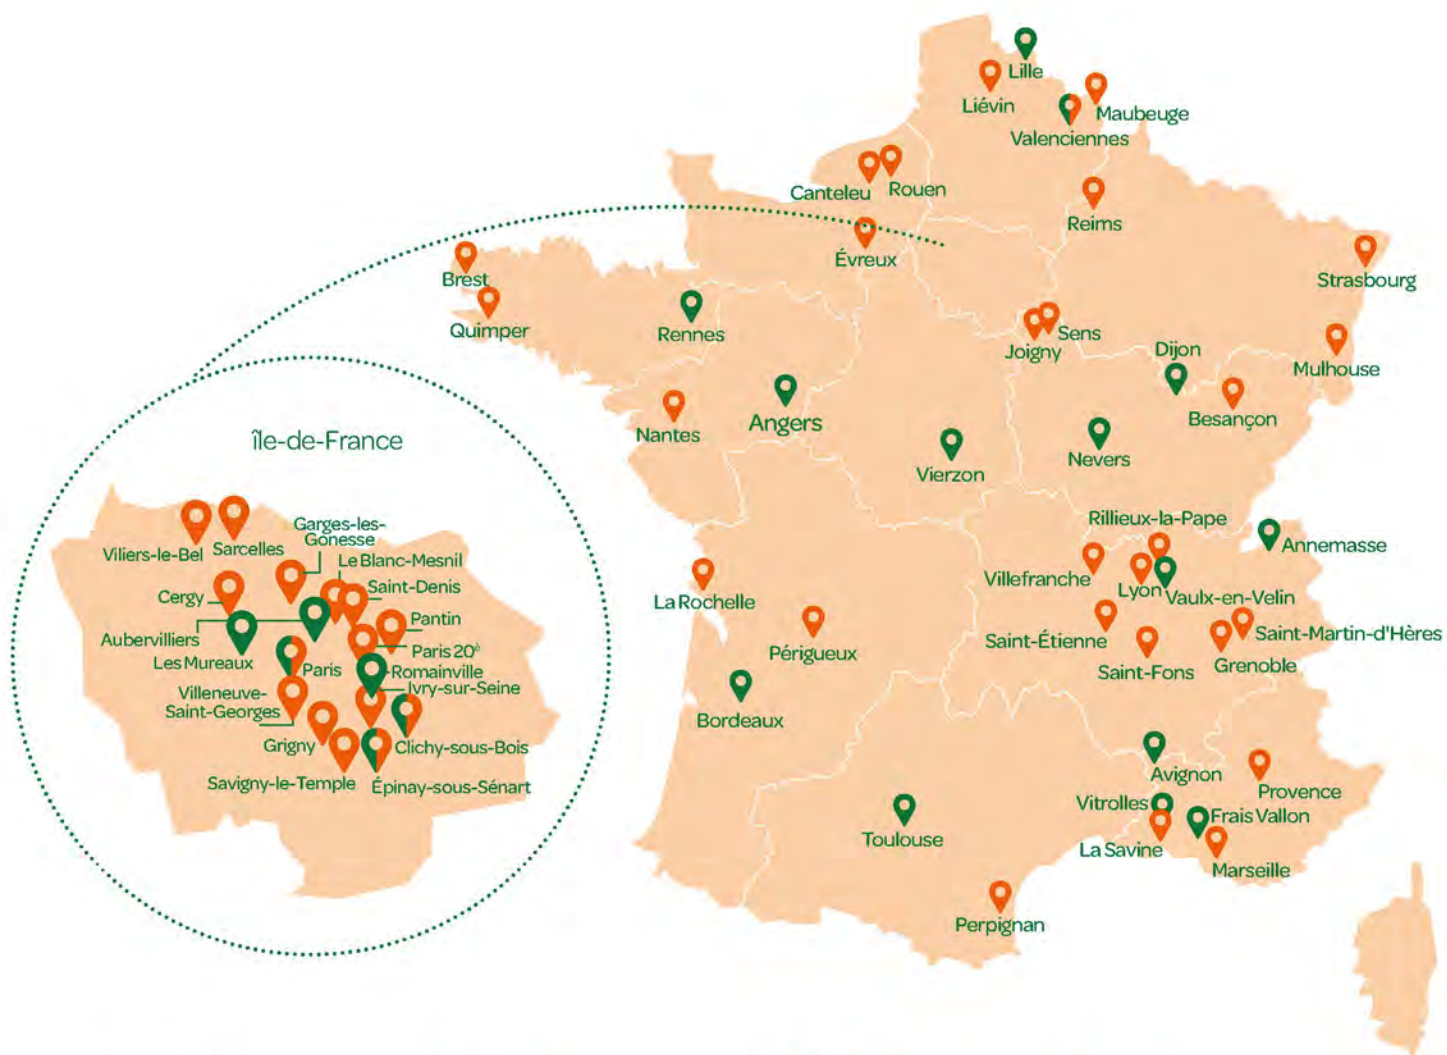 Lille
Liévin
Maubeuge
Valenciennes
Canteleu
Rouen
Reims
Évreux
Strasbourg
Brest
Quimper
Rennes
Sens
Joigny
Dijon
Mulhouse
Besançon
Angers
Nantes
Vierzon
Nevers
Rillieux-la-Pape
Annemasse
Villefranche
Lyon
Vaulx-en-Velin
La Rochelle
Saint-Étienne
Saint-Martin-d'Hères
Périgueux
Saint-Fons
Grenoble
Bordeaux
Avignon
Provence
Vitrolles
Frais Vallon
Toulouse
La Savine
Marseille
Perpignan
île-de-France
Garges-les-
Gonesse
Viliers-le-Bel
Sarcelles
Le Blanc-Mesnil
Saint-Denis
Cergy
Pantin
Aubervilliers
Paris 20è
Les Mureaux
Paris
Romainville
Ivry-sur-Seine
Villeneuve-
Saint-Georges
Grigny
Clichy-sous-Bois
Savigny-le-Temple
Épinay-sous-Sénart